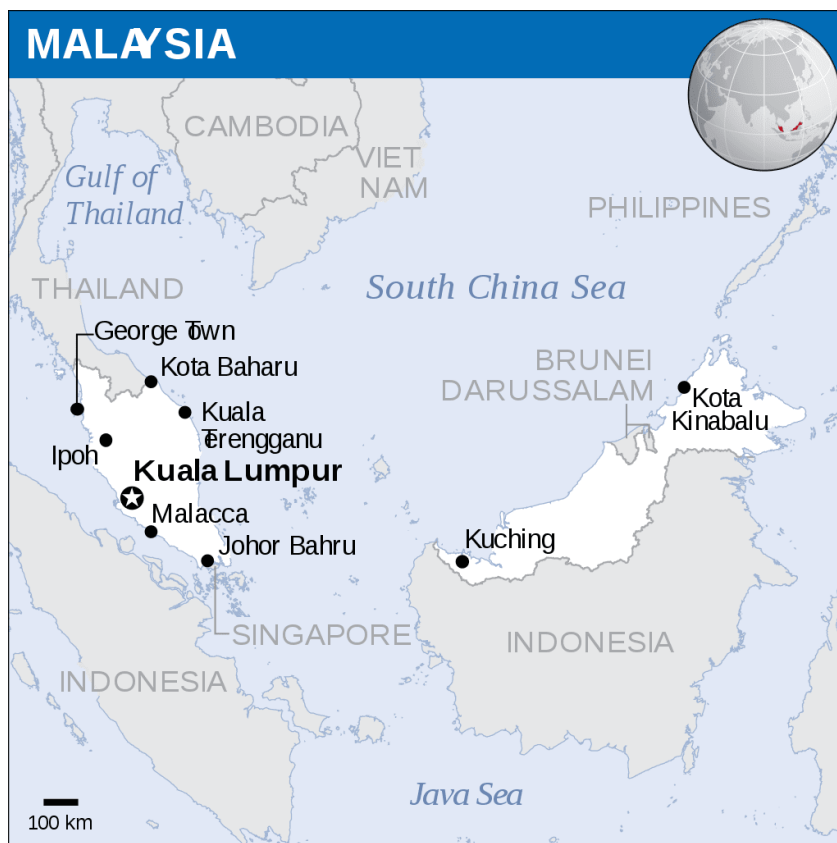 MALAYSIA
CAMBODIA
VIET
NAM
Gulf of
Thailand
PHILIPPINES
THAILAND
South China Sea
George Town
Kota Baharu
BRUNEI
DARUSSALAM
Kota
Kinabalu
Kuala
Terengganu
Ipoh
Kuala Lumpur
Malacca
Kuching
Johor Bahru
SINGAPORE
INDONESIA
INDONESIA
Java Sea
100 km